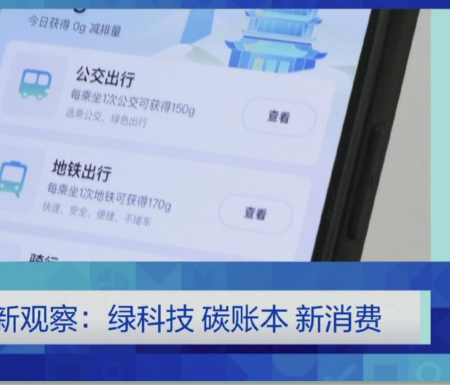 今日获得 0g 减排量
公交出行
每乘坐1次公交可获得150g
选乘公交，绿色出行
查看
地铁出行
每乘坐1次地铁可获得170g
快速、安全、便捷、不堵车
查看
骑行
新观察：绿科技 碳账本 新消费